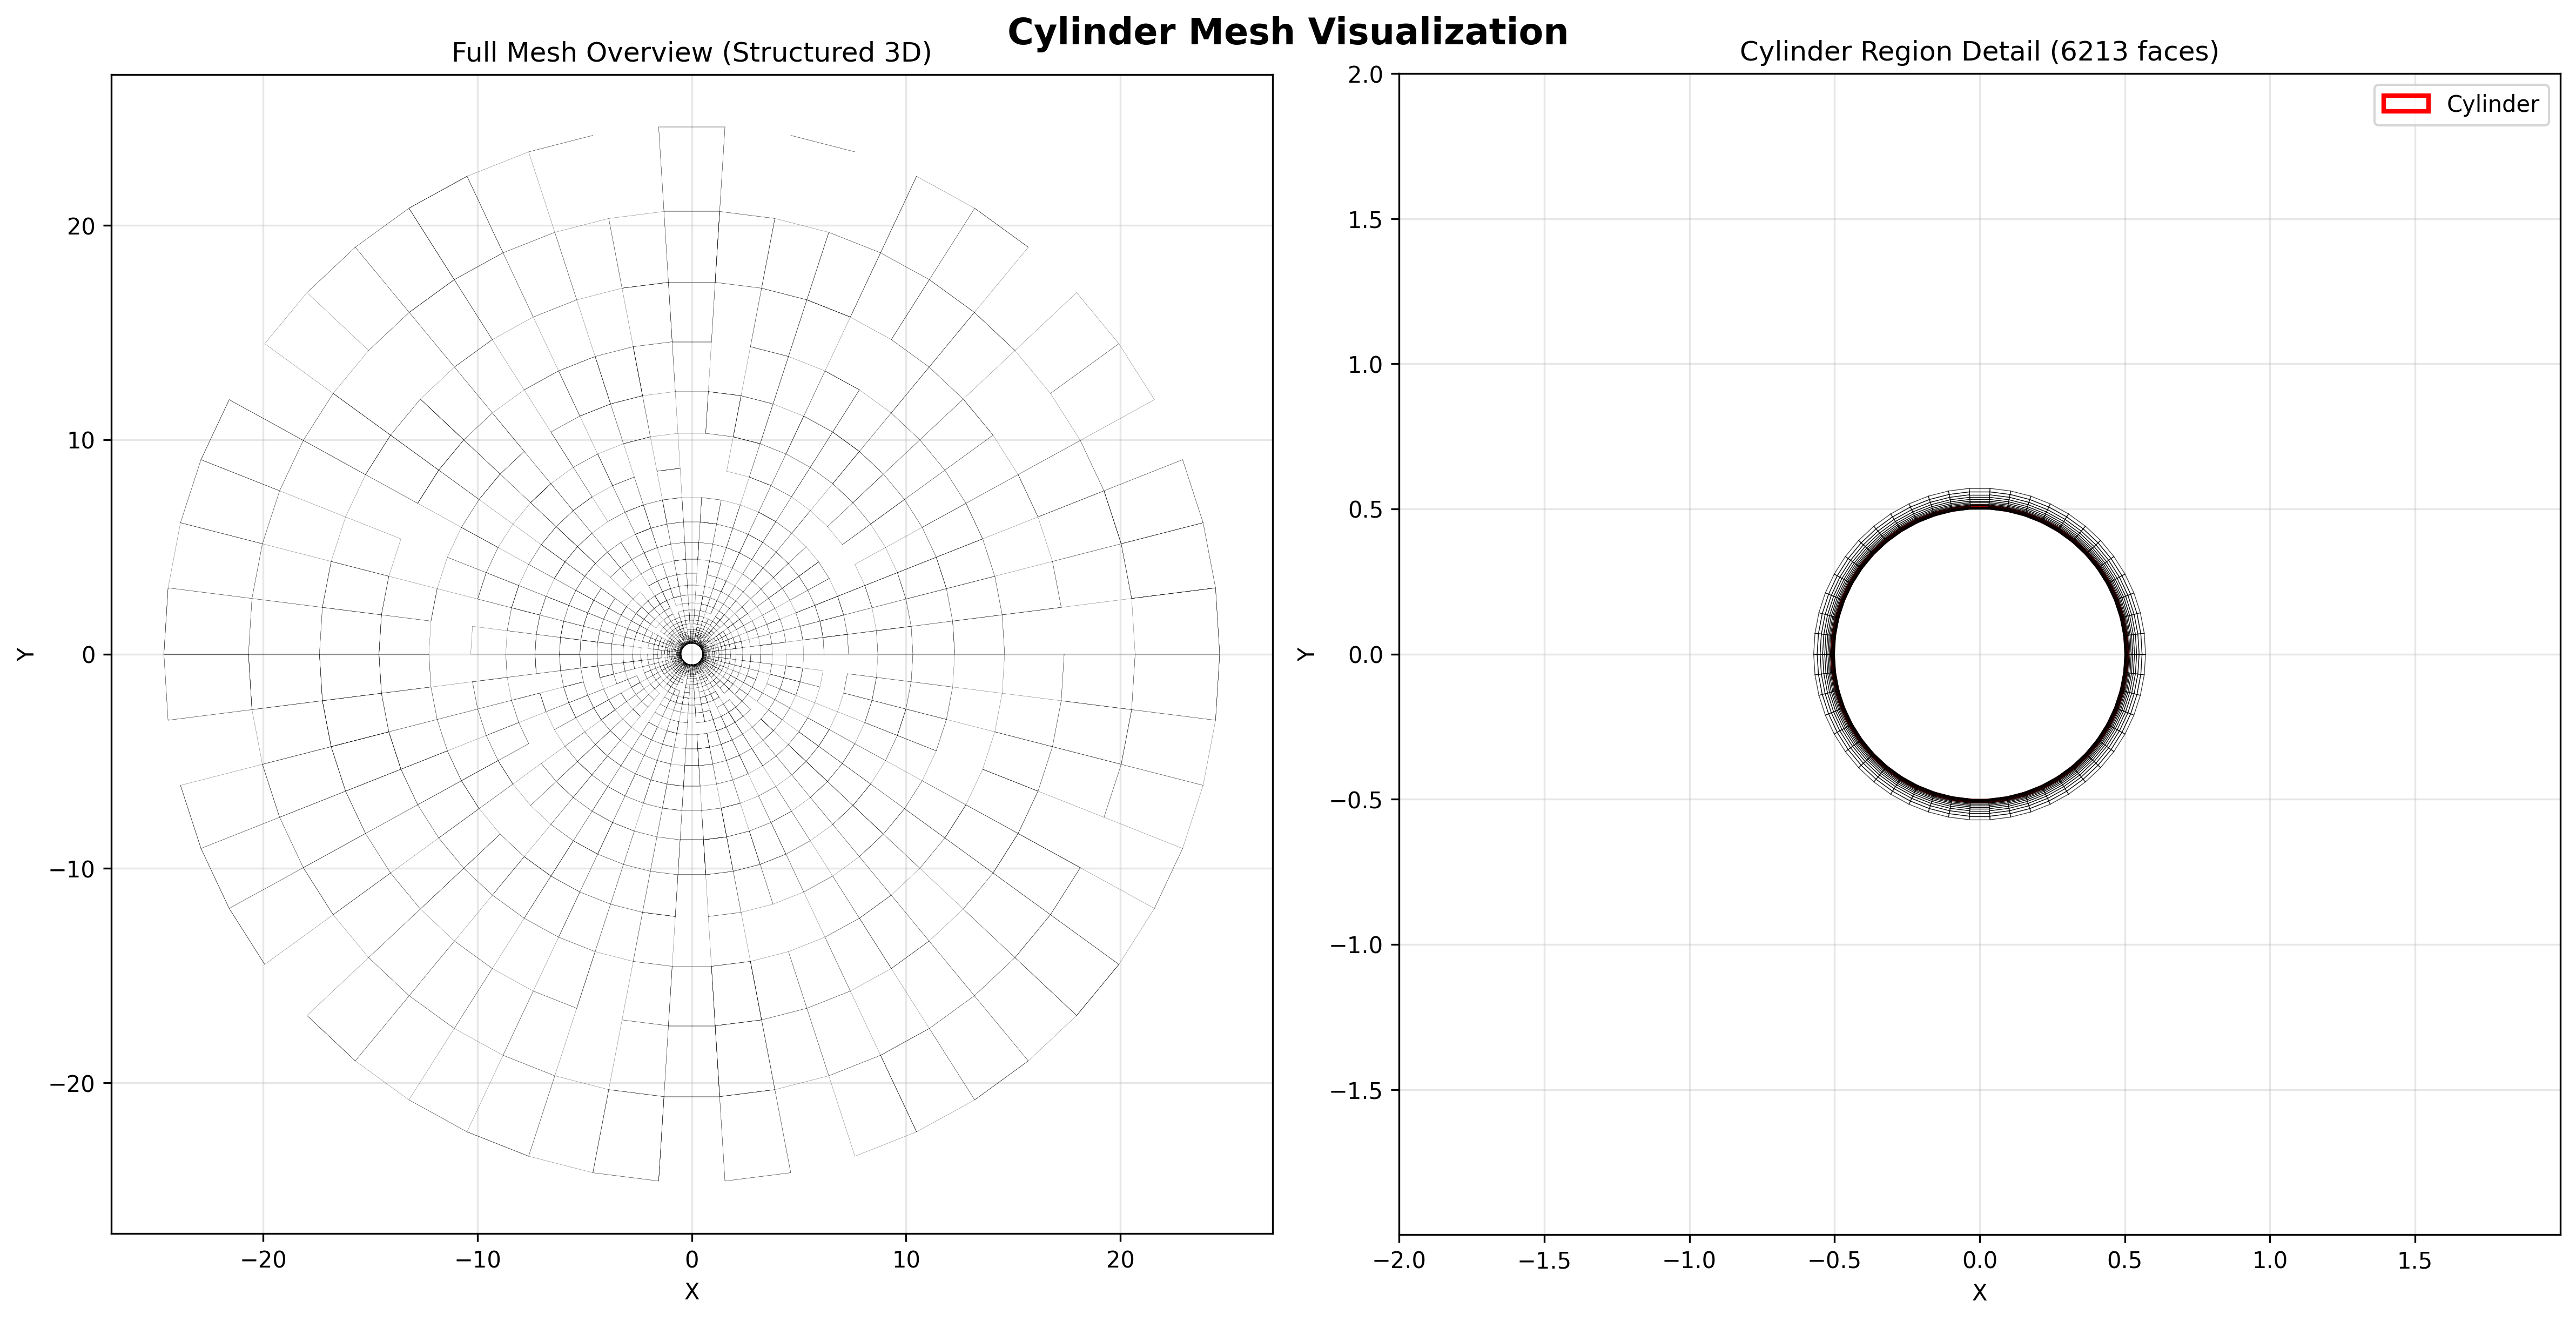 Cylinder Mesh Visualization
Full Mesh Overview (Structured 3D)
20
10
0
−10
−20
Y
−20 −10 0 10 20
X
Cylinder Region Detail (6213 faces)
Cylinder
2.0
1.5
1.0
0.5
0.0
−0.5
−1.0
−1.5
Y
−2.0 −1.5 −1.0 −0.5 0.0 0.5 1.0 1.5
X